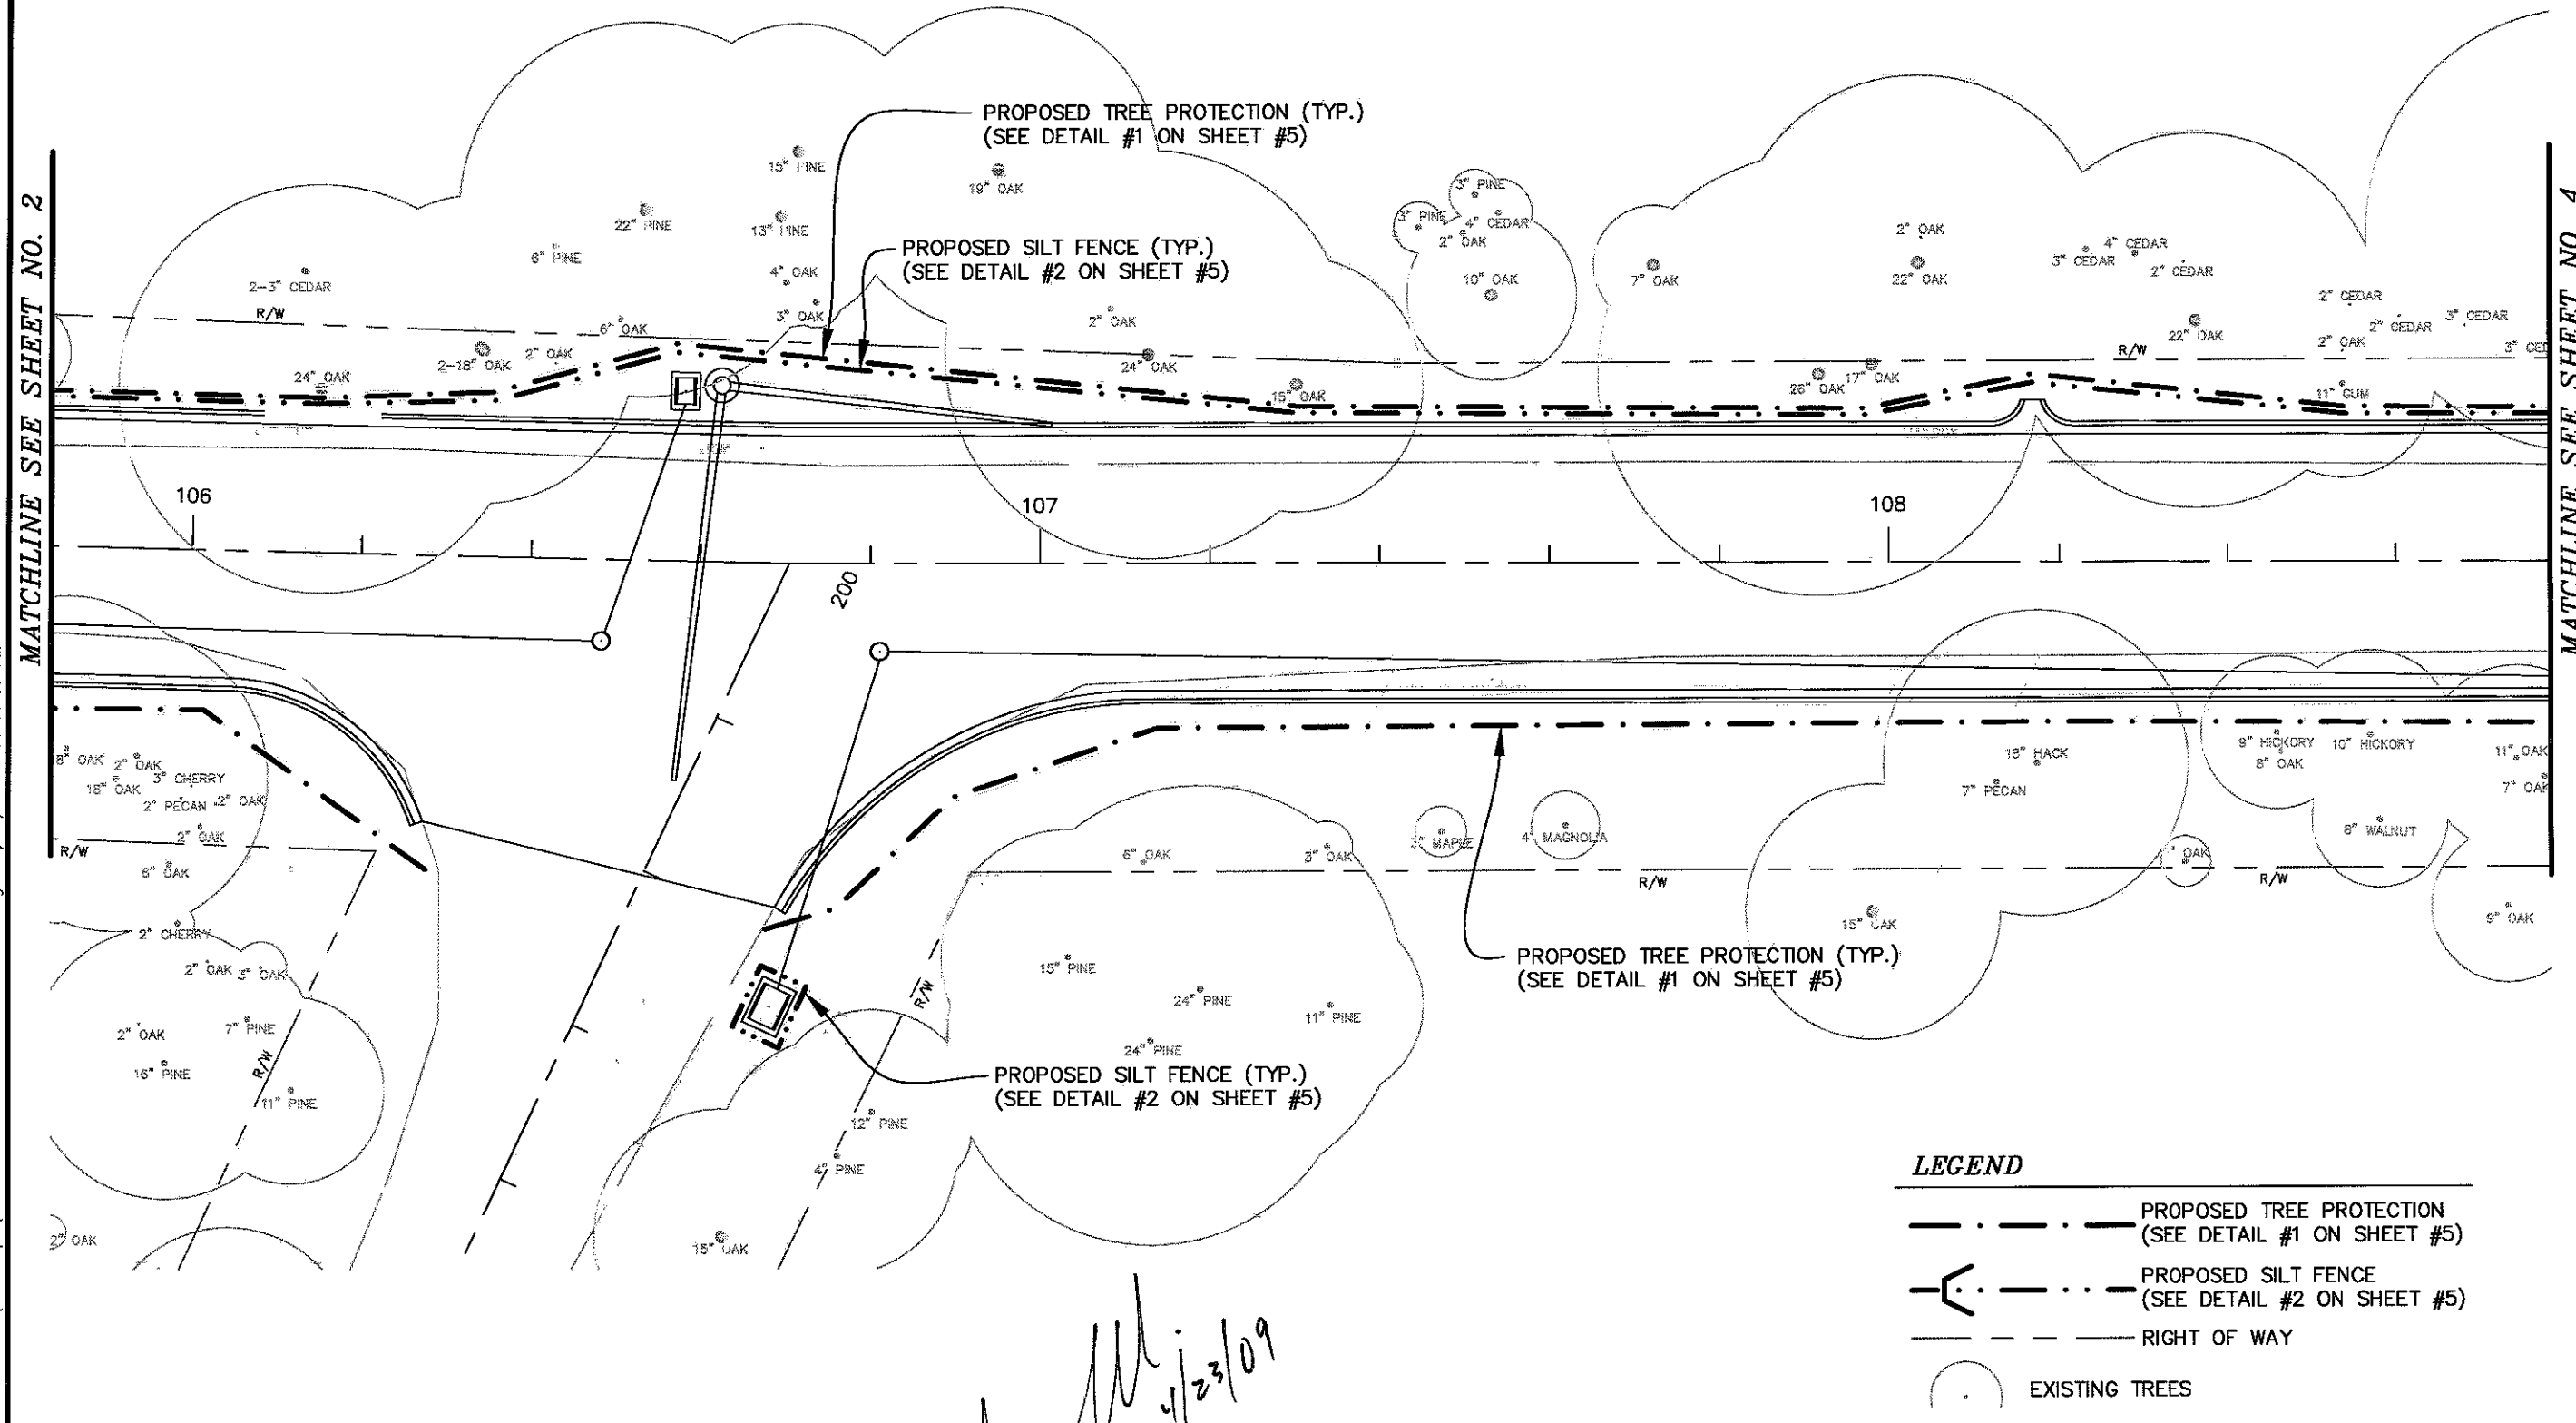 MATCHLINE SEE SHEET NO. 2
MATCHLINE SEE SHEET NO. 4
PROPOSED TREE PROTECTION (TYP.)
(SEE DETAIL #1 ON SHEET #5)
15" PINE
19" OAK
3" PINE
22" PINE
13" PINE
3" PINE
4" CEDAR
2" OAK
2" OAK
6" PINE
PROPOSED SILT FENCE (TYP.)
(SEE DETAIL #2 ON SHEET #5)
4" CEDAR
3" CEDAR
2" CEDAR
4" OAK
10" OAK
7" OAK
22" OAK
2-3" CEDAR
2" CEDAR
R/W
3" OAK
2" OAK
6" OAK
22" OAK
2" CEDAR
3" CEDAR
2" OAK
R/W
2-18" OAK
2" OAK
24" OAK
24" OAK
15" OAK
26" OAK
17" OAK
11" GUM
106
107
108
200
18" HACK
9" HICKORY
10" HICKORY
11" OAK
8" OAK
7" PECAN
8" OAK
2" OAK
3" CHERRY
18" OAK
2" PECAN
2" OAK
2" OAK
R/W
6" OAK
6" OAK
3" OAK
3" MAPLE
4" MAGNOLIA
8" WALNUT
OAK
R/W
R/W
15" OAK
9" OAK
2" CHERRY
2" OAK
3" OAK
15" PINE
PROPOSED TREE PROTECTION (TYP.)
(SEE DETAIL #1 ON SHEET #5)
R/W
24" PINE
11" PINE
2" OAK
7" PINE
24" PINE
16" PINE
R/W
11" PINE
PROPOSED SILT FENCE (TYP.)
(SEE DETAIL #2 ON SHEET #5)
12" PINE
4" PINE
2" OAK
15" OAK
LEGEND
PROPOSED TREE PROTECTION
(SEE DETAIL #1 ON SHEET #5)
PROPOSED SILT FENCE
(SEE DETAIL #2 ON SHEET #5)
RIGHT OF WAY
EXISTING TREES